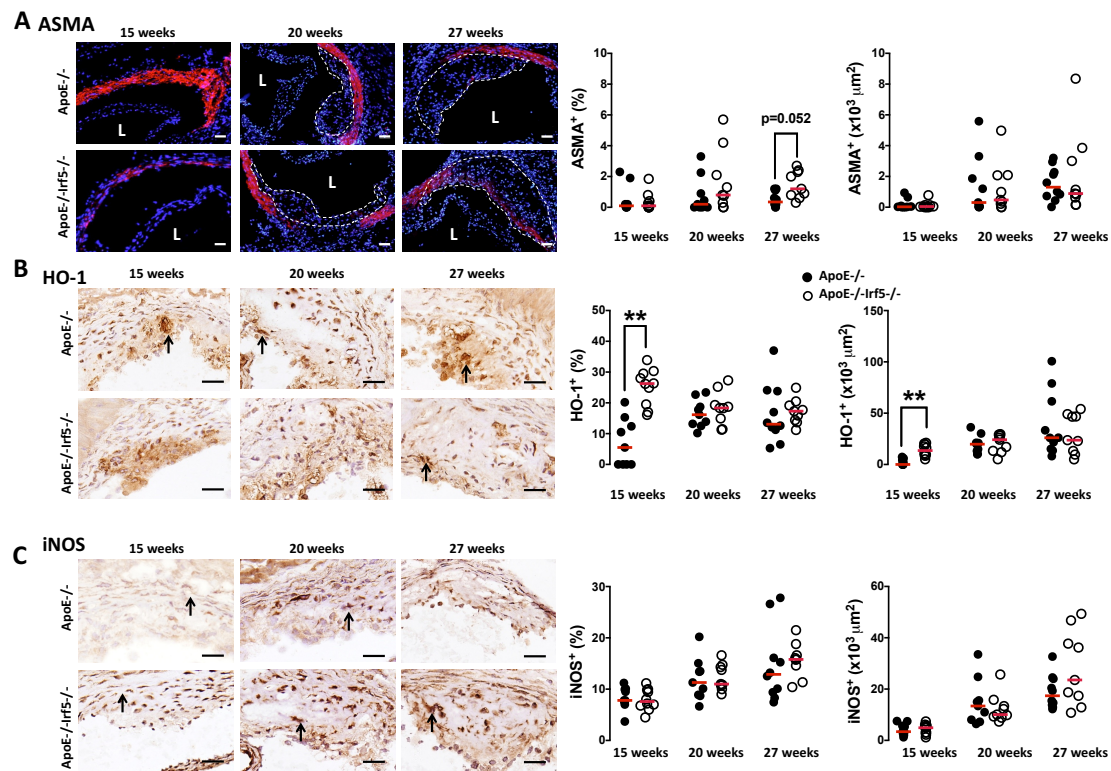 A ASMA
15 weeks 20 weeks 27 weeks
ApoE-/-
L L L
ApoE-/-Irf5-/-
L L L
ASMA⁺ (%)
10
8
6
4
2
0
p=0.052
15 weeks 20 weeks 27 weeks
ASMA⁺ (x10³ µm²)
10
8
6
4
2
0
15 weeks 20 weeks 27 weeks
B HO-1
15 weeks 20 weeks 27 weeks
ApoE-/-
ApoE-/-Irf5-/-
ApoE-/-
ApoE-/-Irf5-/-
HO-1⁺ (%)
50
40
30
20
10
0
**
15 weeks 20 weeks 27 weeks
HO-1⁺ (x10³ µm²)
150
100
50
0
**
15 weeks 20 weeks 27 weeks
C iNOS
15 weeks 20 weeks 27 weeks
ApoE-/-
ApoE-/-Irf5-/-
iNOS⁺ (%)
30
20
10
0
15 weeks 20 weeks 27 weeks
iNOS⁺ (x10³ µm²)
60
40
20
0
15 weeks 20 weeks 27 weeks